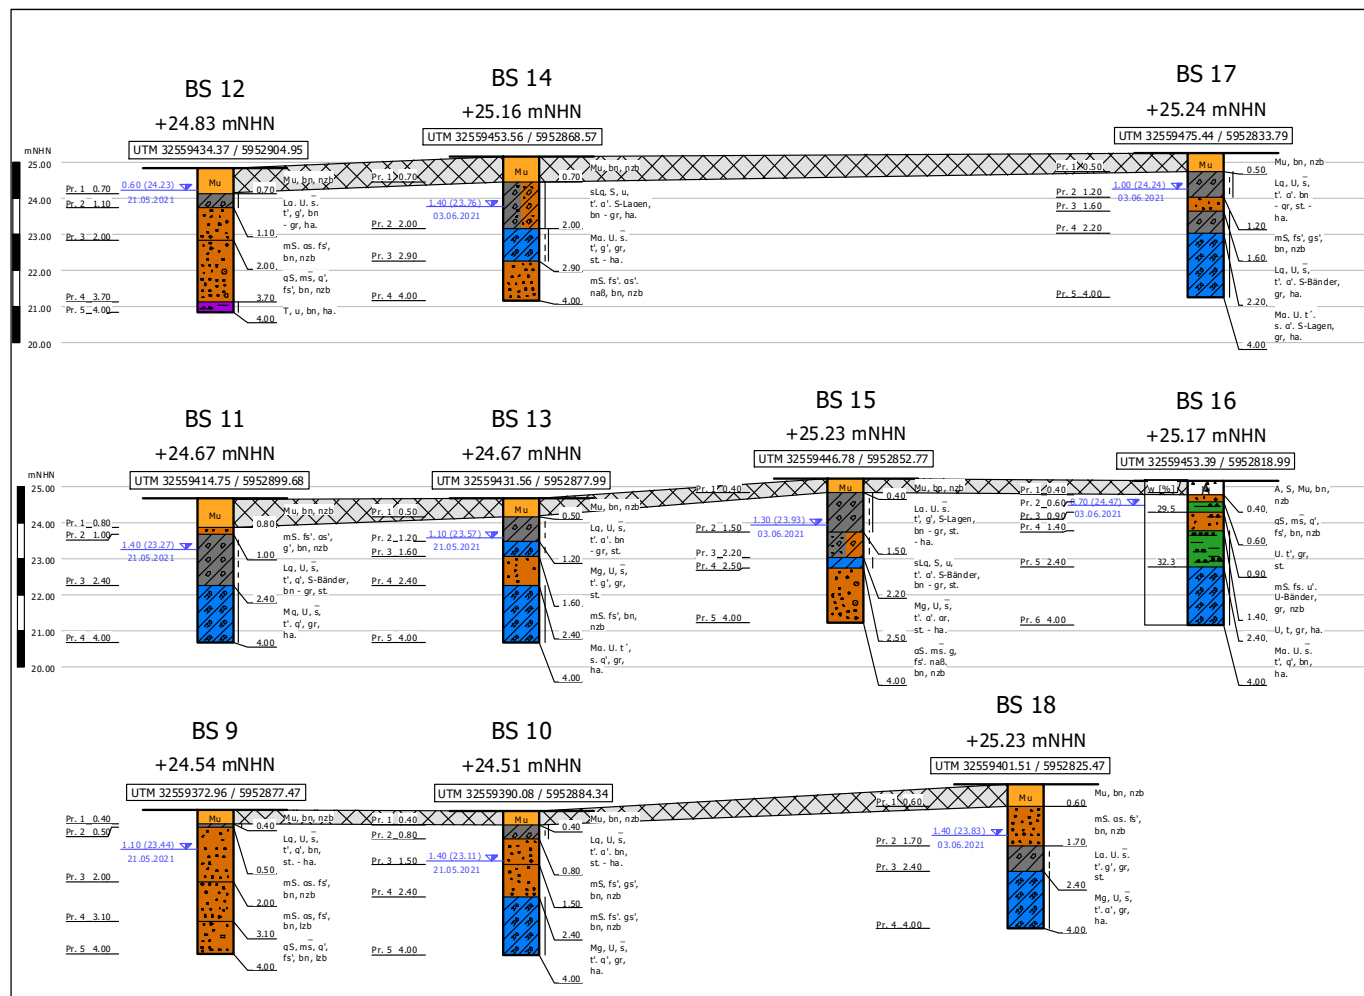 BS 12
+24.83 mNHN
UTM 32559434.37 / 5952904.95
BS 14
+25.16 mNHN
UTM 32559453.56 / 5952868.57
BS 17
+25.24 mNHN
UTM 32559475.44 / 5952833.79
mNHN
25.00
24.00
23.00
22.00
21.00
20.00
Pr. 1 0.70
Pr. 2 1.10
Pr. 3 2.00
Pr. 4 3.70
Pr. 5 4.00
0.60 (24.23)
21.05.2021
Mu
0.70
1.10
2.00
3.70
4.00
Mu, bn, nzb
Lg, U, s̅,
t', g', bn
- gr, ha.
mS, gs, fs',
bn, nzb
gS, ms̅, g',
fs', bn, nzb
T, u, bn, ha.
Pr. 1 0.70
Pr. 2 2.00
Pr. 3 2.90
Pr. 4 4.00
1.40 (23.76)
03.06.2021
Mu
0.70
2.00
2.90
4.00
Mu, bn, nzb
sLg, S, u,
t', g', S-Lagen,
bn - gr, ha.
Mg, U, s̅,
t', g', gr,
st. - ha.
mS, fs', gs',
naß, bn, nzb
Pr. 1 0.50
Pr. 2 1.20
Pr. 3 1.60
Pr. 4 2.20
Pr. 5 4.00
1.00 (24.24)
03.06.2021
Mu
0.50
1.20
1.60
2.20
4.00
Mu, bn, nzb
Lg, U, s̅,
t', g', bn
- gr, st. -
ha.
mS, fs', gs',
bn, nzb
Lg, U, s̅,
t', g', S-Bänder,
gr, ha.
Mg, U, t',
s, g', S-Lagen,
gr, ha.
BS 11
+24.67 mNHN
UTM 32559414.75 / 5952899.68
BS 13
+24.67 mNHN
UTM 32559431.56 / 5952877.99
BS 15
+25.23 mNHN
UTM 32559446.78 / 5952852.77
BS 16
+25.17 mNHN
UTM 32559453.39 / 5952818.99
mNHN
25.00
24.00
23.00
22.00
21.00
20.00
Pr. 1 0.80
Pr. 2 1.00
Pr. 3 2.40
Pr. 4 4.00
1.40 (23.27)
21.05.2021
Mu
0.80
1.00
2.40
4.00
Mu, bn, nzb
mS, fs', gs',
g', bn, nzb
Lg, U, s̅,
t', g', S-Bänder,
bn - gr, st.
Mg, U, s̅,
t', g', gr,
ha.
Pr. 1 0.50
Pr. 2 1.20
Pr. 3 1.60
Pr. 4 2.40
Pr. 5 4.00
1.10 (23.57)
21.05.2021
Mu
0.50
1.20
1.60
2.40
4.00
Mu, bn, nzb
Lg, U, s̅,
t', g', bn
- gr, st.
Mg, U, s̅,
t', g', gr,
st.
mS, fs', bn,
nzb
Mg, U, t',
s, g', gr,
ha.
Pr. 1 0.40
Pr. 2 1.50
Pr. 3 2.20
Pr. 4 2.50
Pr. 5 4.00
1.30 (23.93)
03.06.2021
Mu
0.40
1.50
2.20
2.50
4.00
Mu, bn, nzb
Lg, U, s̅,
t', g', S-Lagen,
bn - gr, st.
- ha.
sLg, S, u,
t', g', S-Bänder,
bn - gr, st.
Mg, U, s̅,
t', g', gr,
st. - ha.
gS, ms, g,
fs', naß,
bn, nzb
Pr. 1 0.40
Pr. 2 0.60
Pr. 3 0.90
Pr. 4 1.40
Pr. 5 2.40
Pr. 6 4.00
0.70 (24.47)
03.06.2021
w [%]
29.5
32.3
A
0.40
0.60
0.90
1.40
2.40
4.00
A, S, Mu, bn,
nzb
gS, ms̅, g',
fs', bn, nzb
U, t', gr,
st.
mS, fs, u',
U-Bänder,
gr, nzb
U, t, gr, ha.
Mg, U, s̅,
t', g', bn,
ha.
BS 9
+24.54 mNHN
UTM 32559372.96 / 5952877.47
BS 10
+24.51 mNHN
UTM 32559390.08 / 5952884.34
BS 18
+25.23 mNHN
UTM 32559401.51 / 5952825.47
Pr. 1 0.40
Pr. 2 0.50
Pr. 3 2.00
Pr. 4 3.10
Pr. 5 4.00
1.10 (23.44)
21.05.2021
Mu
0.40
0.50
2.00
3.10
4.00
Mu, bn, nzb
Lg, U, s̅,
t', g', bn,
st. - ha.
mS, gs, fs',
bn, nzb
mS, gs, fs',
bn, lzb
gS, ms̅, g',
fs', bn, lzb
Pr. 1 0.40
Pr. 2 0.80
Pr. 3 1.50
Pr. 4 2.40
Pr. 5 4.00
1.40 (23.11)
21.05.2021
Mu
0.40
0.80
1.50
2.40
4.00
Mu, bn, nzb
Lg, U, s̅,
t', g', bn,
st. - ha.
mS, fs', gs',
bn, nzb
mS, fs', gs',
bn, nzb
Mg, U, s̅,
t', g', gr,
ha.
Pr. 1 0.60
Pr. 2 1.70
Pr. 3 2.40
Pr. 4 4.00
1.40 (23.83)
03.06.2021
Mu
0.60
1.70
2.40
4.00
Mu, bn, nzb
mS, gs, fs',
bn, nzb
Lg, U, s̅,
t', g', gr,
st.
Mg, U, s̅,
t', g', gr,
ha.